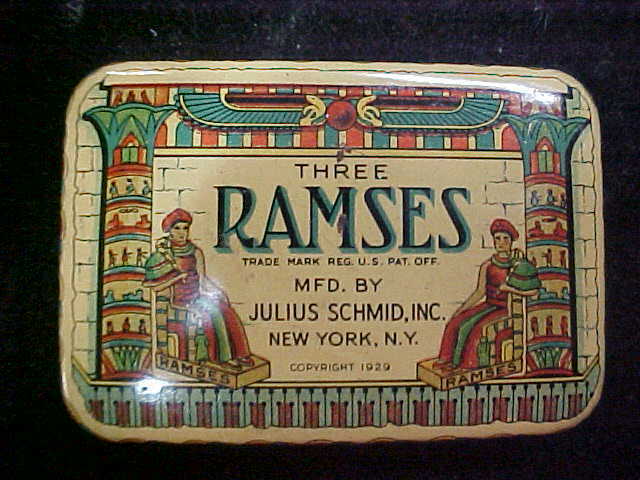 THREE
RAMSES
TRADE MARK REG. U.S. PAT. OFF.
MFD. BY
JULIUS SCHMID, INC.
NEW YORK, N.Y.
COPYRIGHT 1929
RAMSES
RAMSES